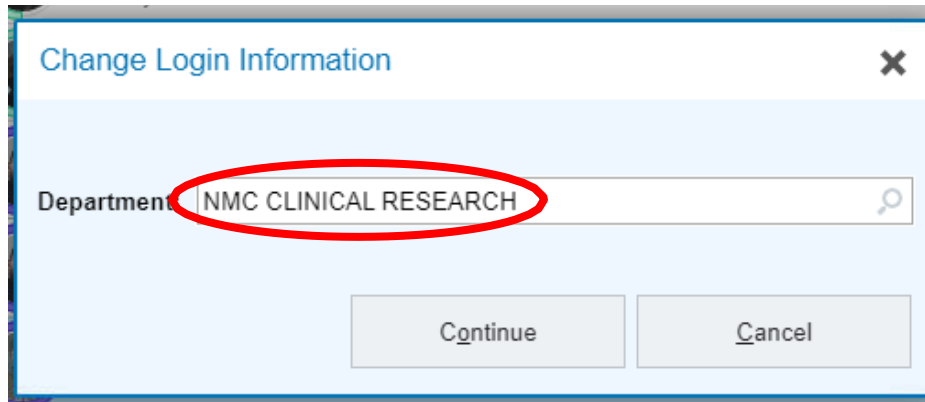 Change Login Information
Department NMC CLINICAL RESEARCH
Continue Cancel